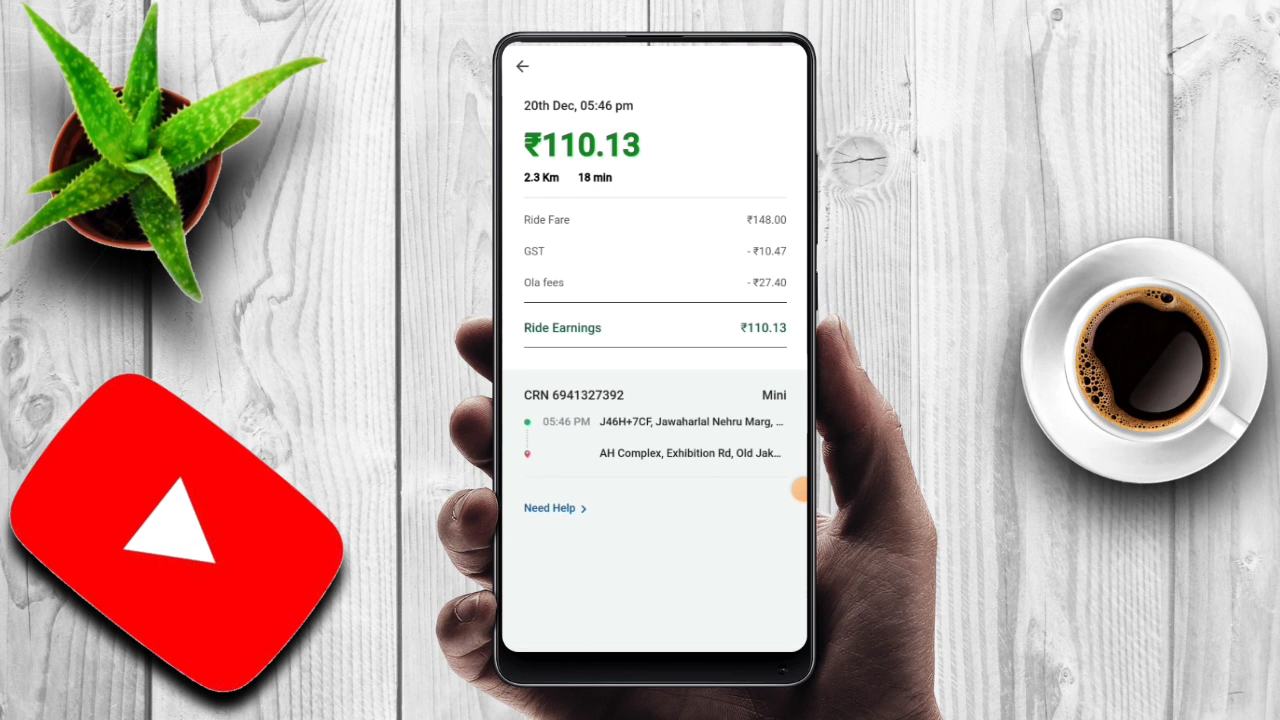 20th Dec, 05:46 pm
₹110.13
2.3 Km 18 min
Ride Fare ₹148.00
GST - ₹10.47
Ola fees - ₹27.40
Ride Earnings ₹110.13
CRN 6941327392 Mini
05:46 PM J46H+7CF, Jawaharlal Nehru Marg, ...
AH Complex, Exhibition Rd, Old Jak...
Need Help >